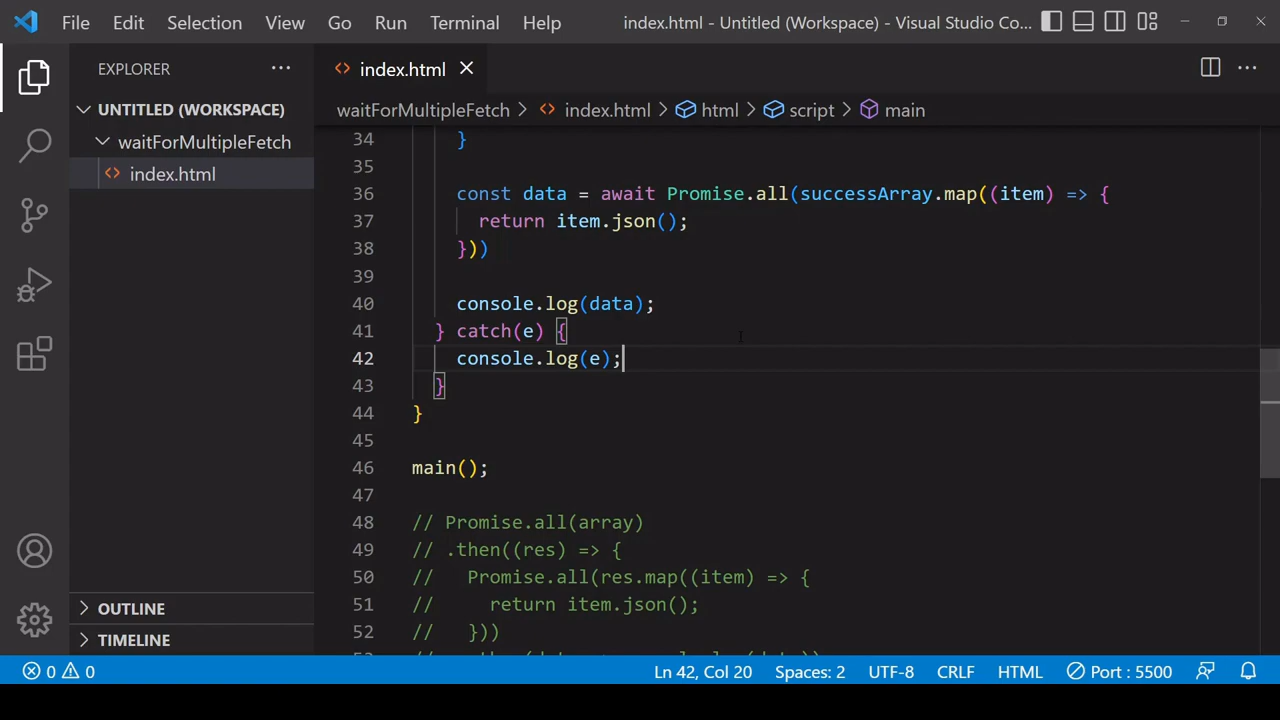 File Edit Selection View Go Run Terminal Help index.html - Untitled (Workspace) - Visual Studio Co...
EXPLORER
UNTITLED (WORKSPACE)
waitForMultipleFetch
index.html
OUTLINE
TIMELINE
index.html
waitForMultipleFetch > index.html > html > script > main
34 }
35
36 const data = await Promise.all(successArray.map((item) => {
37 return item.json();
38 }))
39
40 console.log(data);
41 } catch(e) {
42 console.log(e);
43 }
44 }
45
46 main();
47
48 // Promise.all(array)
49 // .then((res) => {
50 // Promise.all(res.map((item) => {
51 // return item.json();
52 // }))
0 0 Ln 42, Col 20 Spaces: 2 UTF-8 CRLF HTML Port : 5500